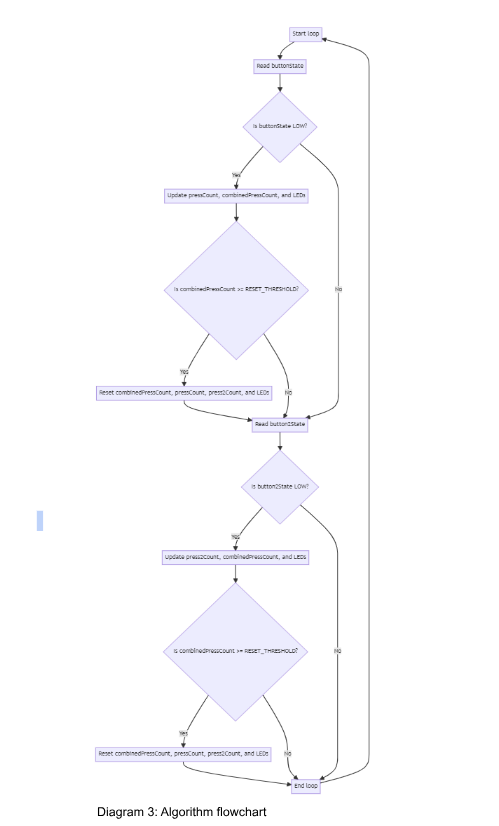 Start loop
Read buttonState
Is buttonState LOW?
Yes
Update pressCount, combinedPressCount, and LEDs
Is combinedPressCount >= RESET_THRESHOLD?
No
Yes
No
Reset combinedPressCount, pressCount, press2Count, and LEDs
Read button2State
Is button2State LOW?
Yes
Update press2Count, combinedPressCount, and LEDs
Is combinedPressCount >= RESET_THRESHOLD?
No
Yes
No
Reset combinedPressCount, pressCount, press2Count, and LEDs
End loop
Diagram 3: Algorithm flowchart